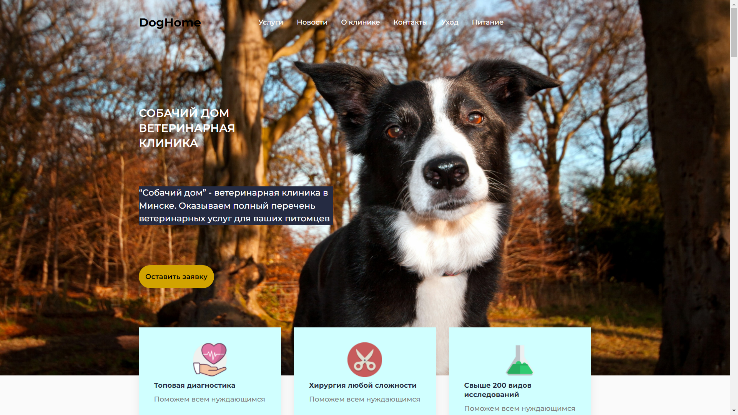 DogHome
Услуги Новости О клинике Контакты Уход Питание
СОБАЧИЙ ДОМ
ВЕТЕРИНАРНАЯ
КЛИНИКА
"Собачий дом" - ветеринарная клиника в
Минске. Оказываем полный перечень
ветеринарных услуг для ваших питомцев
Оставить заявку
Топовая диагностика
Поможем всем нуждающимся
Хирургия любой сложности
Поможем всем нуждающимся
Свыше 200 видов
исследований
Поможем всем нуждающимся